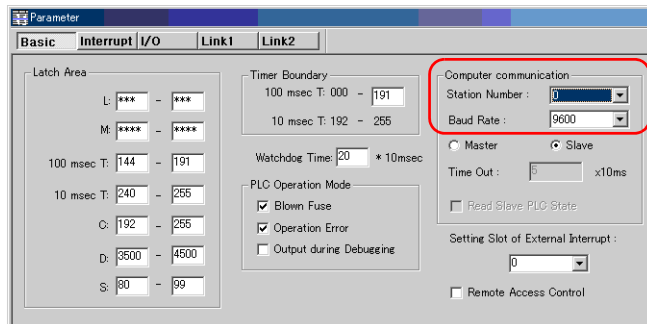 Parameter
Basic Interrupt I/O Link1 Link2
Latch Area
L: *** - ***
M: **** - ****
100 msec T: 144 - 191
10 msec T: 240 - 255
C: 192 - 255
D: 3500 - 4500
S: 80 - 99
Timer Boundary
100 msec T: 000 - 191
10 msec T: 192 - 255
Watchdog Time: 20 * 10msec
PLC Operation Mode
Blown Fuse
Operation Error
Output during Debugging
Computer communication
Station Number : 0
Baud Rate : 9600
Master Slave
Time Out : 5 x10ms
Read Slave PLC State
Setting Slot of External Interrupt :
0
Remote Access Control